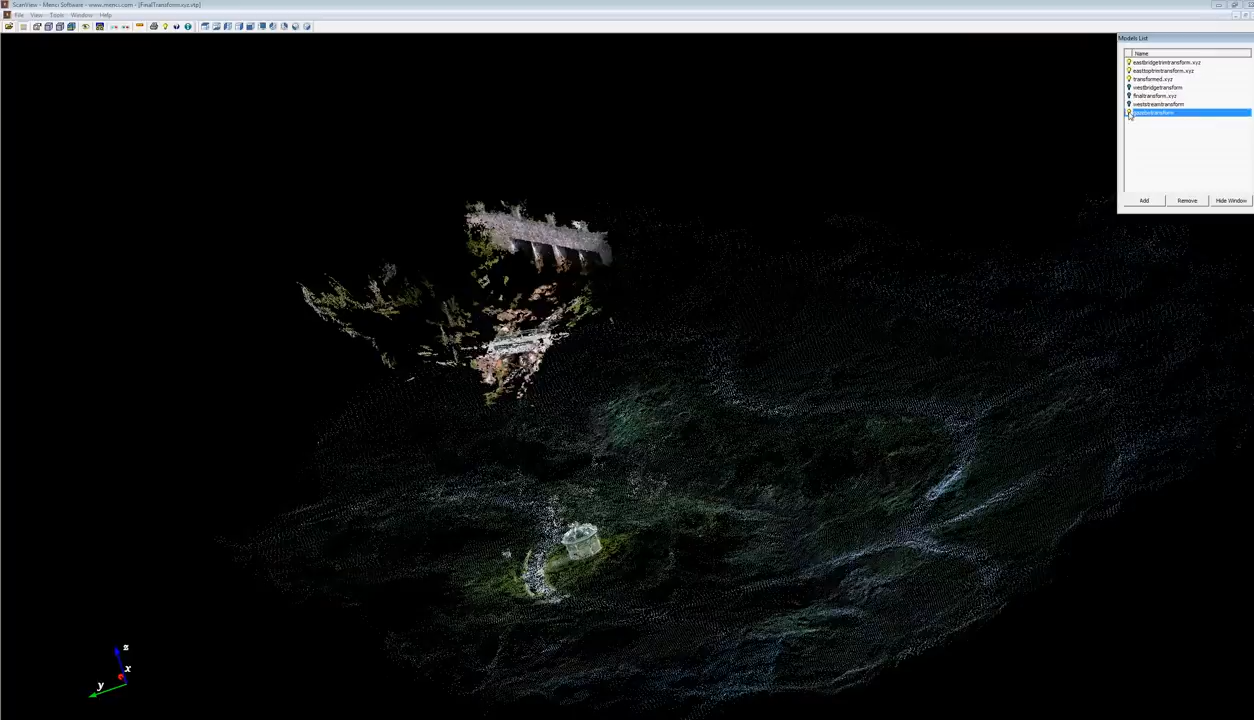 ScanView - Menci Software - www.menci.com - [FinalTransform.xyz.vtp]
File View Tools Window Help
Models List
Name
eastbridgetrimtransform.xyz
easttoptrimtransform.xyz
transformed.xyz
westbridgetransform
finaltransform.xyz
weststreamtransform
Add Remove Hide Window
z
x
y